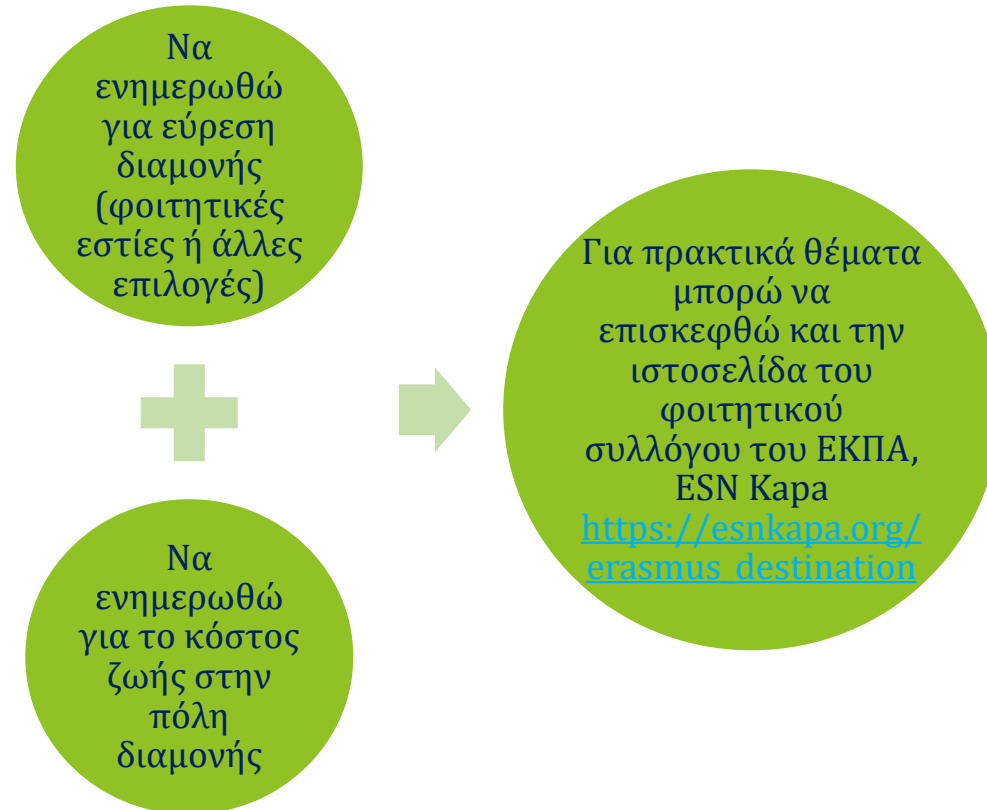 Να
ενημερωθώ
για εύρεση
διαμονής
(φοιτητικές
εστίες ή άλλες
επιλογές)
Να
ενημερωθώ
για το κόστος
ζωής στην
πόλη
διαμονής
Για πρακτικά θέματα
μπορώ να
επισκεφθώ και την
ιστοσελίδα του
φοιτητικού
συλλόγου του ΕΚΠΑ,
ESN Kapa
https://esnkapa.org/
erasmus_destination